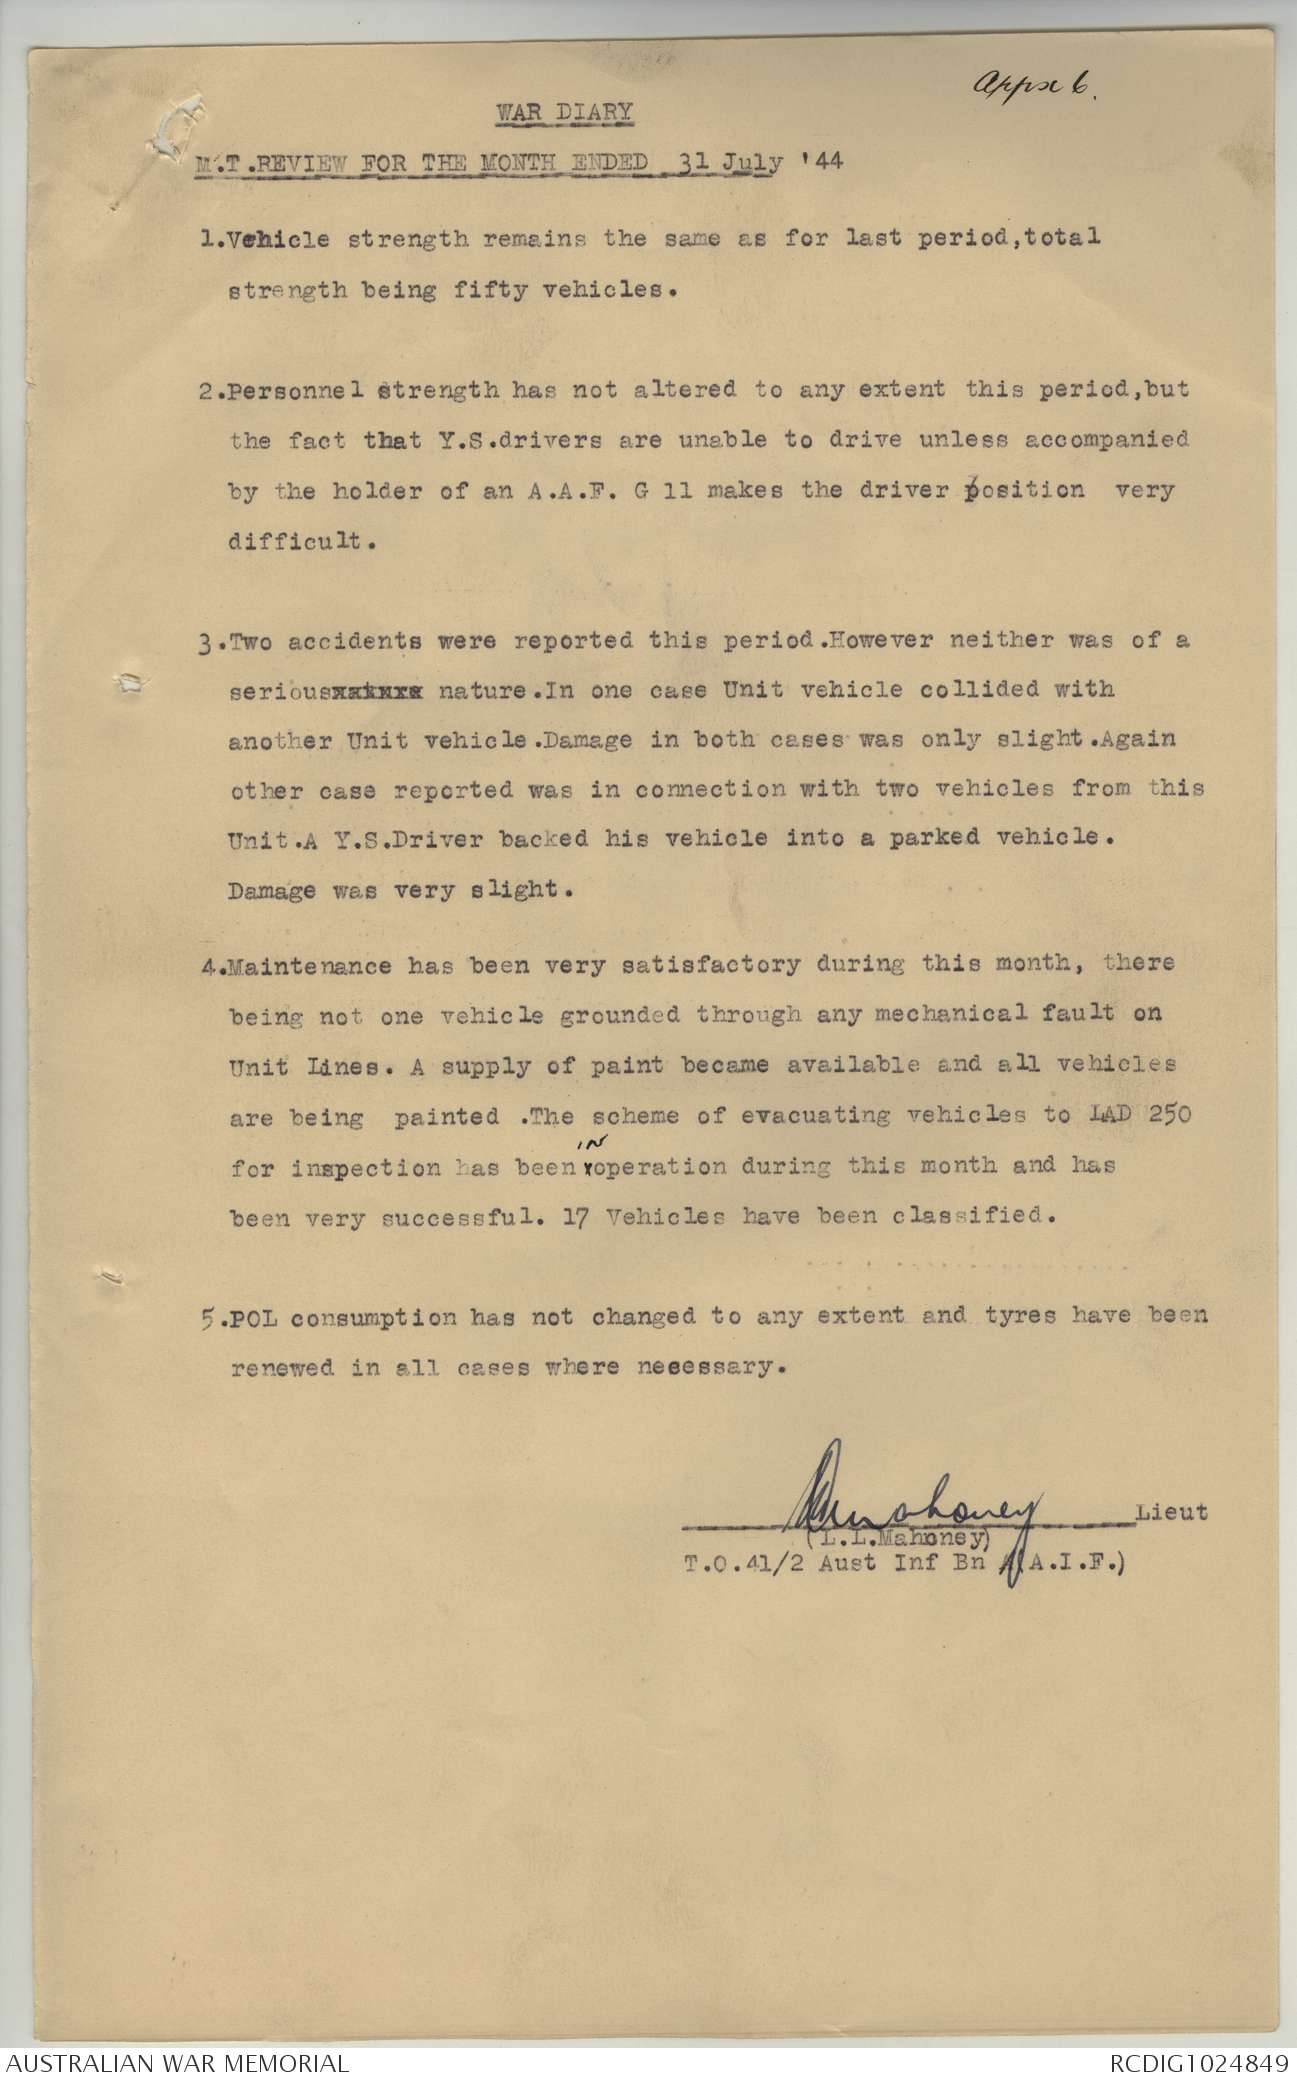 Appx 6.
WAR DIARY
M.T.REVIEW FOR THE MONTH ENDED 31 July '44
1.Vehicle strength remains the same as for last period,total
strength being fifty vehicles.
2.Personnel strength has not altered to any extent this period,but
the fact that Y.S.drivers are unable to drive unless accompanied
by the holder of an A.A.F. G 11 makes the driver position very
difficult.
3.Two accidents were reported this period.However neither was of a
serious nature.In one case Unit vehicle collided with
another Unit vehicle.Damage in both cases was only slight.Again
other case reported was in connection with two vehicles from this
Unit.A Y.S.Driver backed his vehicle into a parked vehicle.
Damage was very slight.
4.Maintenance has been very satisfactory during this month, there
being not one vehicle grounded through any mechanical fault on
Unit Lines. A supply of paint became available and all vehicles
are being painted .The scheme of evacuating vehicles to LAD 250
for inspection has been IN operation during this month and has
been very successful. 17 Vehicles have been classified.
5.POL consumption has not changed to any extent and tyres have been
renewed in all cases where necessary.
Mahoney Lieut
(L.L.Mahoney)
T.O.41/2 Aust Inf Bn (A.I.F.)
AUSTRALIAN WAR MEMORIAL
RCDIG1024849